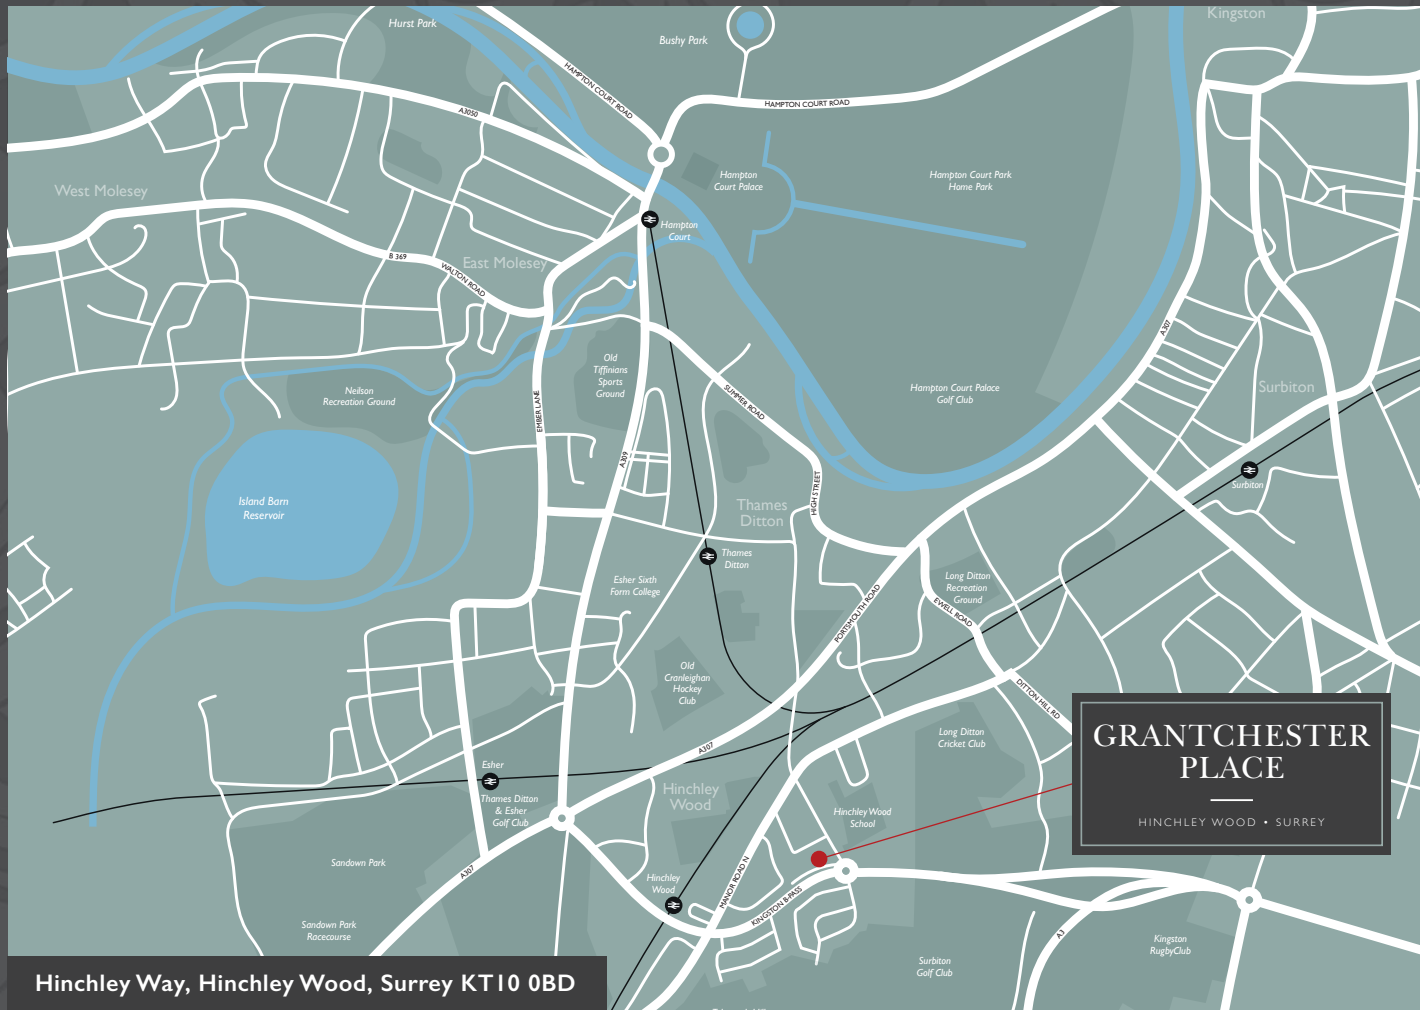 Hurst Park
Bushy Park
Kingston
HAMPTON COURT ROAD
HAMPTON COURT ROAD
A3050
West Molesey
Hampton
Court Palace
Hampton Court Park
Home Park
Hampton
Court
B 369
WALTON ROAD
East Molesey
A307
Old
Tiffinians
Sports
Ground
Neilson
Recreation Ground
EMBER LANE
SUMMER ROAD
Hampton Court Palace
Golf Club
Surbiton
A309
HIGH STREET
Surbiton
Island Barn
Reservoir
Thames
Ditton
Thames
Ditton
Esher Sixth
Form College
Long Ditton
Recreation
Ground
PORTSMOUTH ROAD
EWELL ROAD
Old
Cranleighan
Hockey
Club
DITTON HILL RD
Long Ditton
Cricket Club
A307
GRANTCHESTER
PLACE
HINCHLEY WOOD • SURREY
Esher
Thames Ditton
& Esher
Golf Club
Hinchley
Wood
Hinchley Wood
School
Sandown Park
A307
Hinchley
Wood
MANOR ROAD N
KINGSTON B-PASS
Sandown Park
Racecourse
A3
Kingston
RugbyClub
Surbiton
Golf Club
Hinchley Way, Hinchley Wood, Surrey KT10 0BD